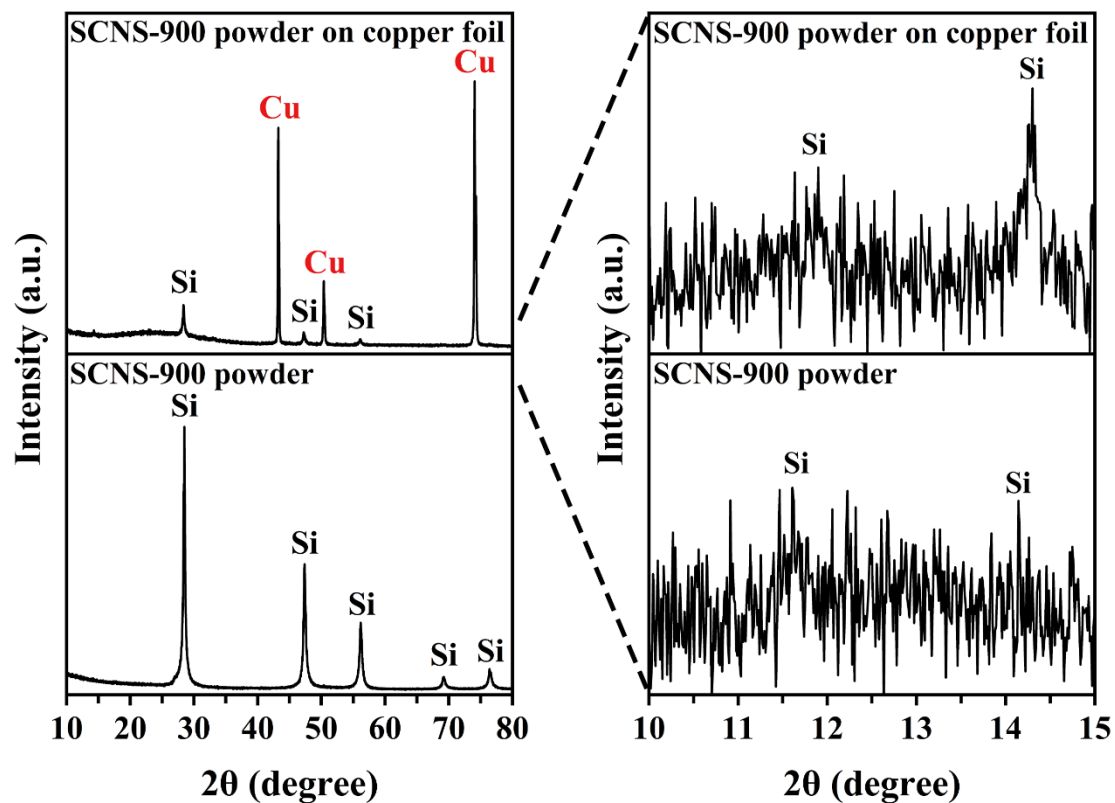 SCNS-900 powder on copper foil
Cu
Cu
Si
Cu
Si
Si
SCNS-900 powder
Si
Si
Si
Si
Si
10 20 30 40 50 60 70 80
2θ (degree)
Intensity (a.u.)
SCNS-900 powder on copper foil
Si
Si
SCNS-900 powder
Si
Si
10 11 12 13 14 15
2θ (degree)
Intensity (a.u.)